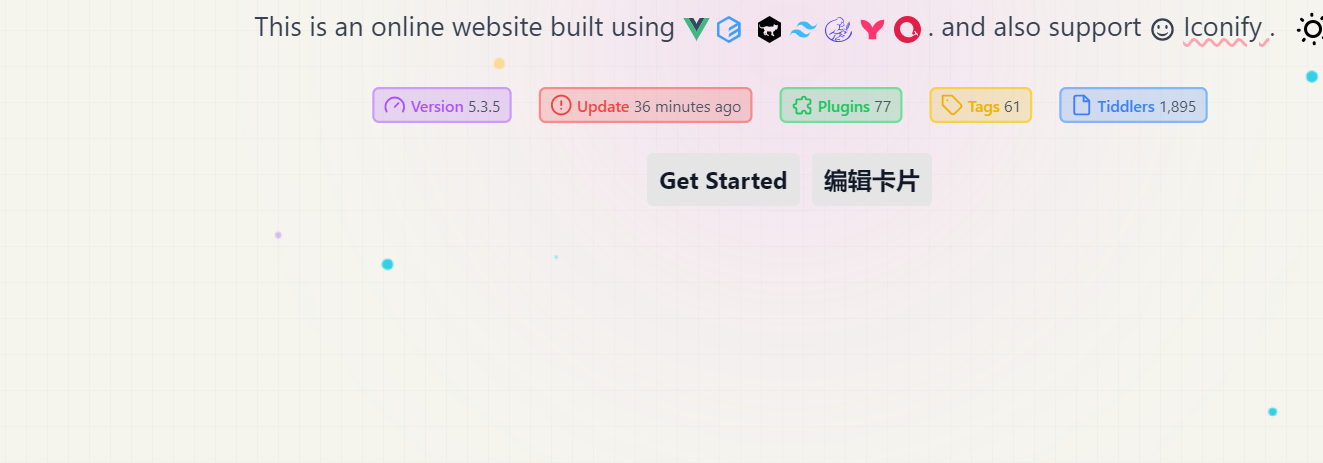 This is an online website built using . and also support Iconify .
Version 5.3.5 Update 36 minutes ago Plugins 77 Tags 61 Tiddlers 1,895
Get Started 编辑卡片